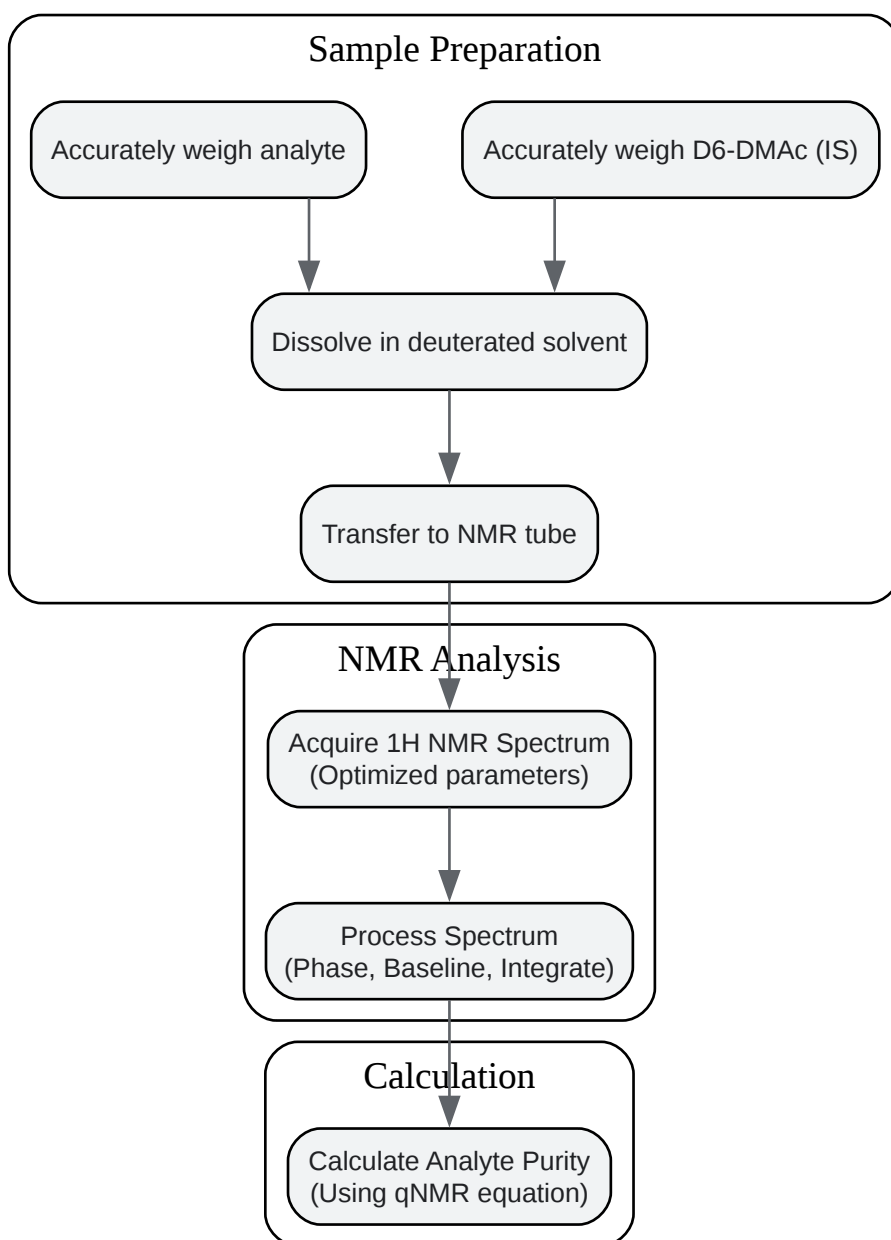 Sample Preparation
Accurately weigh analyte
Accurately weigh D6-DMAc (IS)
Dissolve in deuterated solvent
Transfer to NMR tube
NMR Analysis
Acquire 1H NMR Spectrum
(Optimized parameters)
Process Spectrum
(Phase, Baseline, Integrate)
Calculation
Calculate Analyte Purity
(Using qNMR equation)